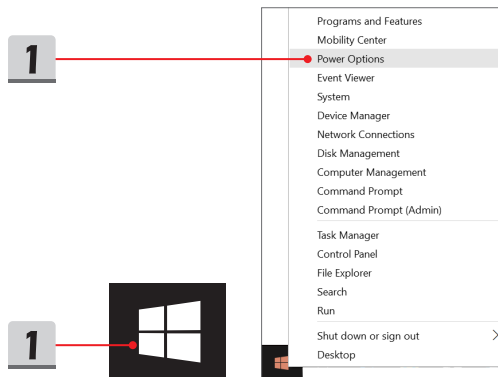 1
Programs and Features
Mobility Center
Power Options
Event Viewer
System
Device Manager
Network Connections
Disk Management
Computer Management
Command Prompt
Command Prompt (Admin)
Task Manager
Control Panel
File Explorer
Search
Run
Shut down or sign out
Desktop
1